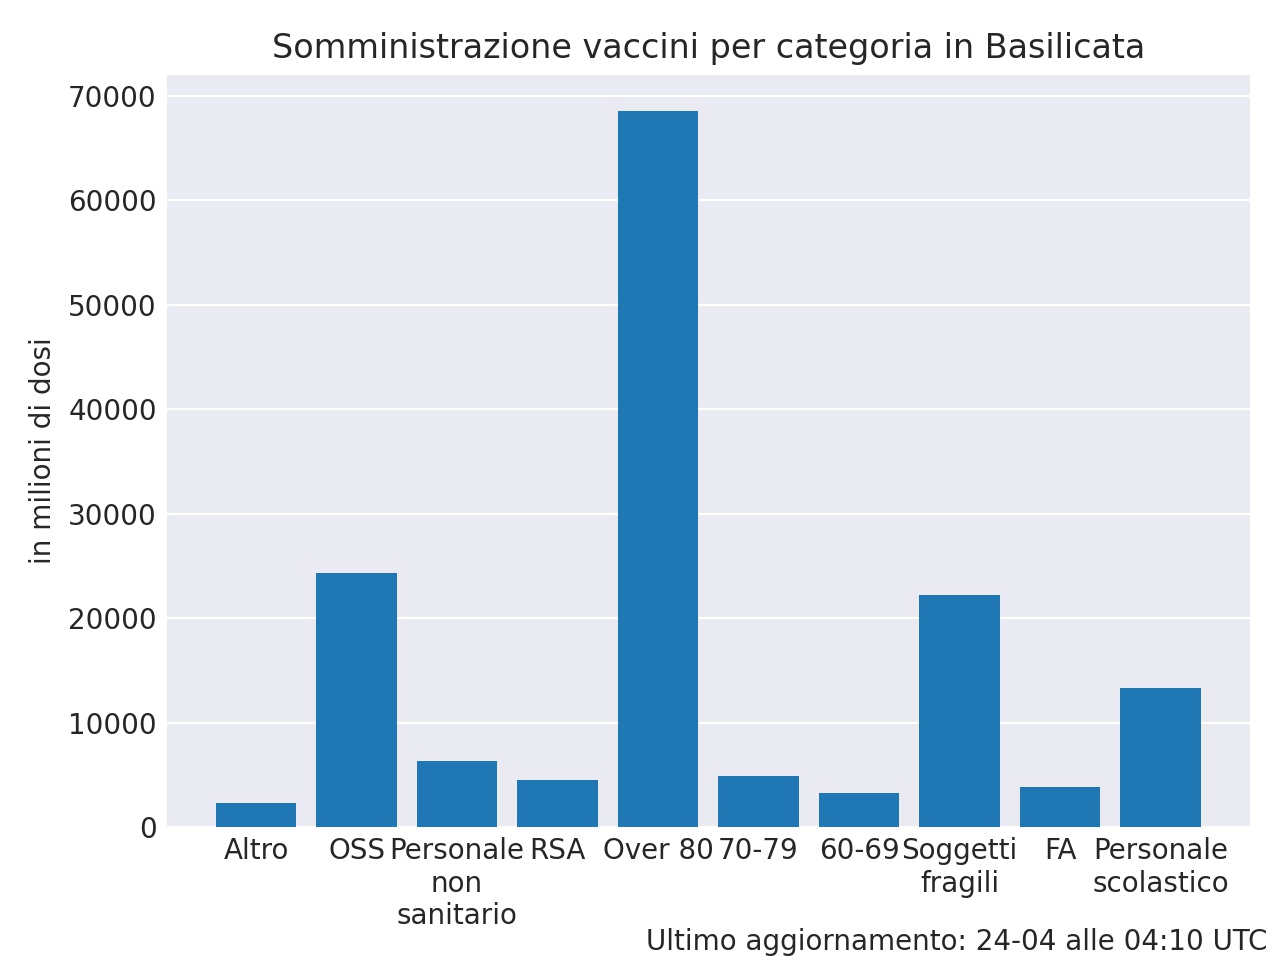 Somministrazione vaccini per categoria in Basilicata
in milioni di dosi
70000
60000
50000
40000
30000
20000
10000
0
Altro
OSS
Personale
non
sanitario
RSA
Over 80
70-79
60-69
Soggetti
fragili
FA
Personale
scolastico
Ultimo aggiornamento: 24-04 alle 04:10 UTC